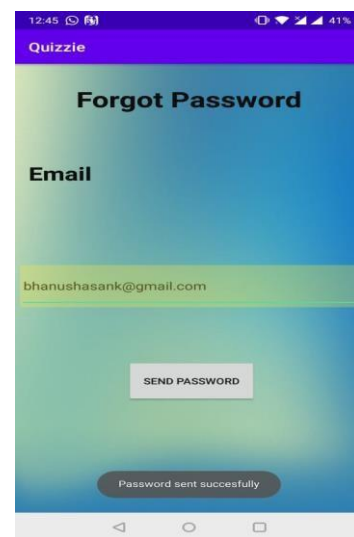 12:45 41%
Quizzie
Forgot Password
Email
bhanushasank@gmail.com
SEND PASSWORD
Password sent succesfully